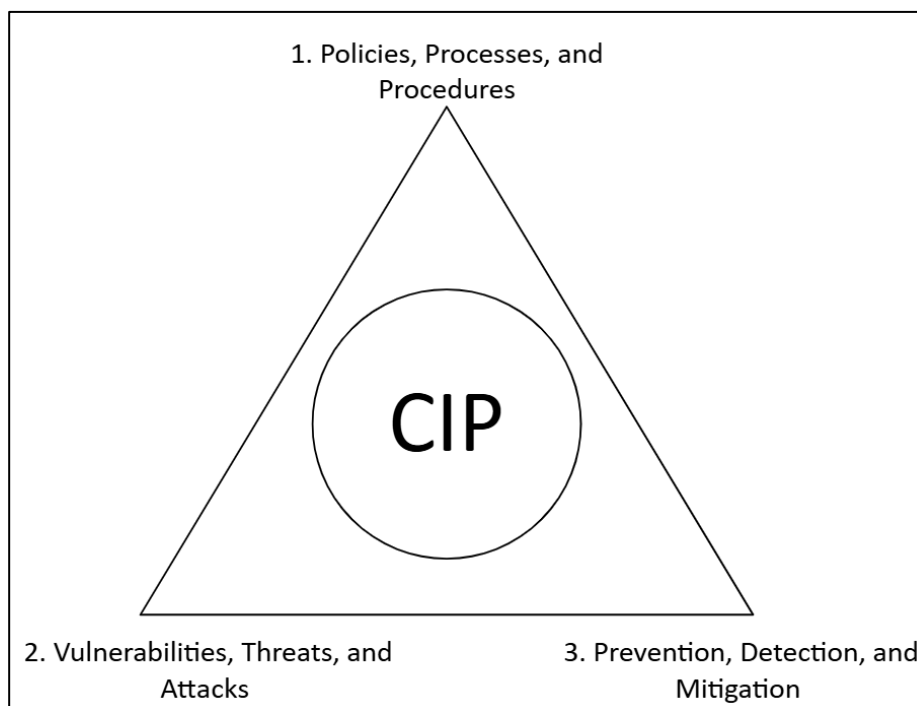 1. Policies, Processes, and
Procedures
CIP
2. Vulnerabilities, Threats, and
Attacks
3. Prevention, Detection, and
Mitigation